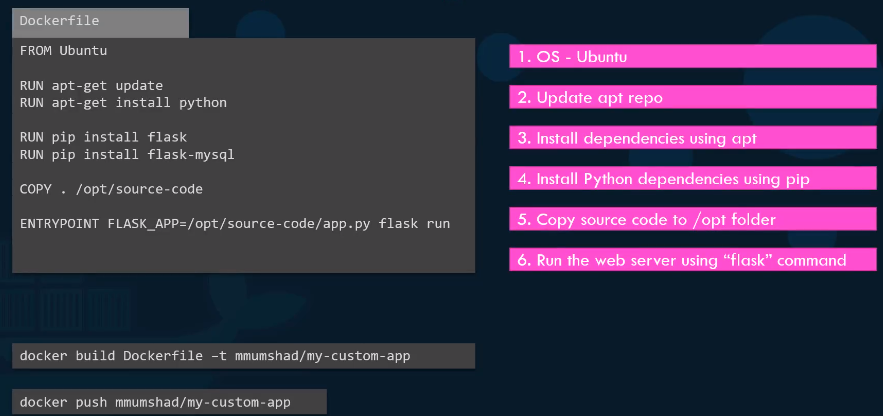 Dockerfile
FROM Ubuntu
RUN apt-get update
RUN apt-get install python
RUN pip install flask
RUN pip install flask-mysql
COPY . /opt/source-code
ENTRYPOINT FLASK_APP=/opt/source-code/app.py flask run
1. OS - Ubuntu
2. Update apt repo
3. Install dependencies using apt
4. Install Python dependencies using pip
5. Copy source code to /opt folder
6. Run the web server using “flask” command
docker build Dockerfile –t mmumshad/my-custom-app
docker push mmumshad/my-custom-app